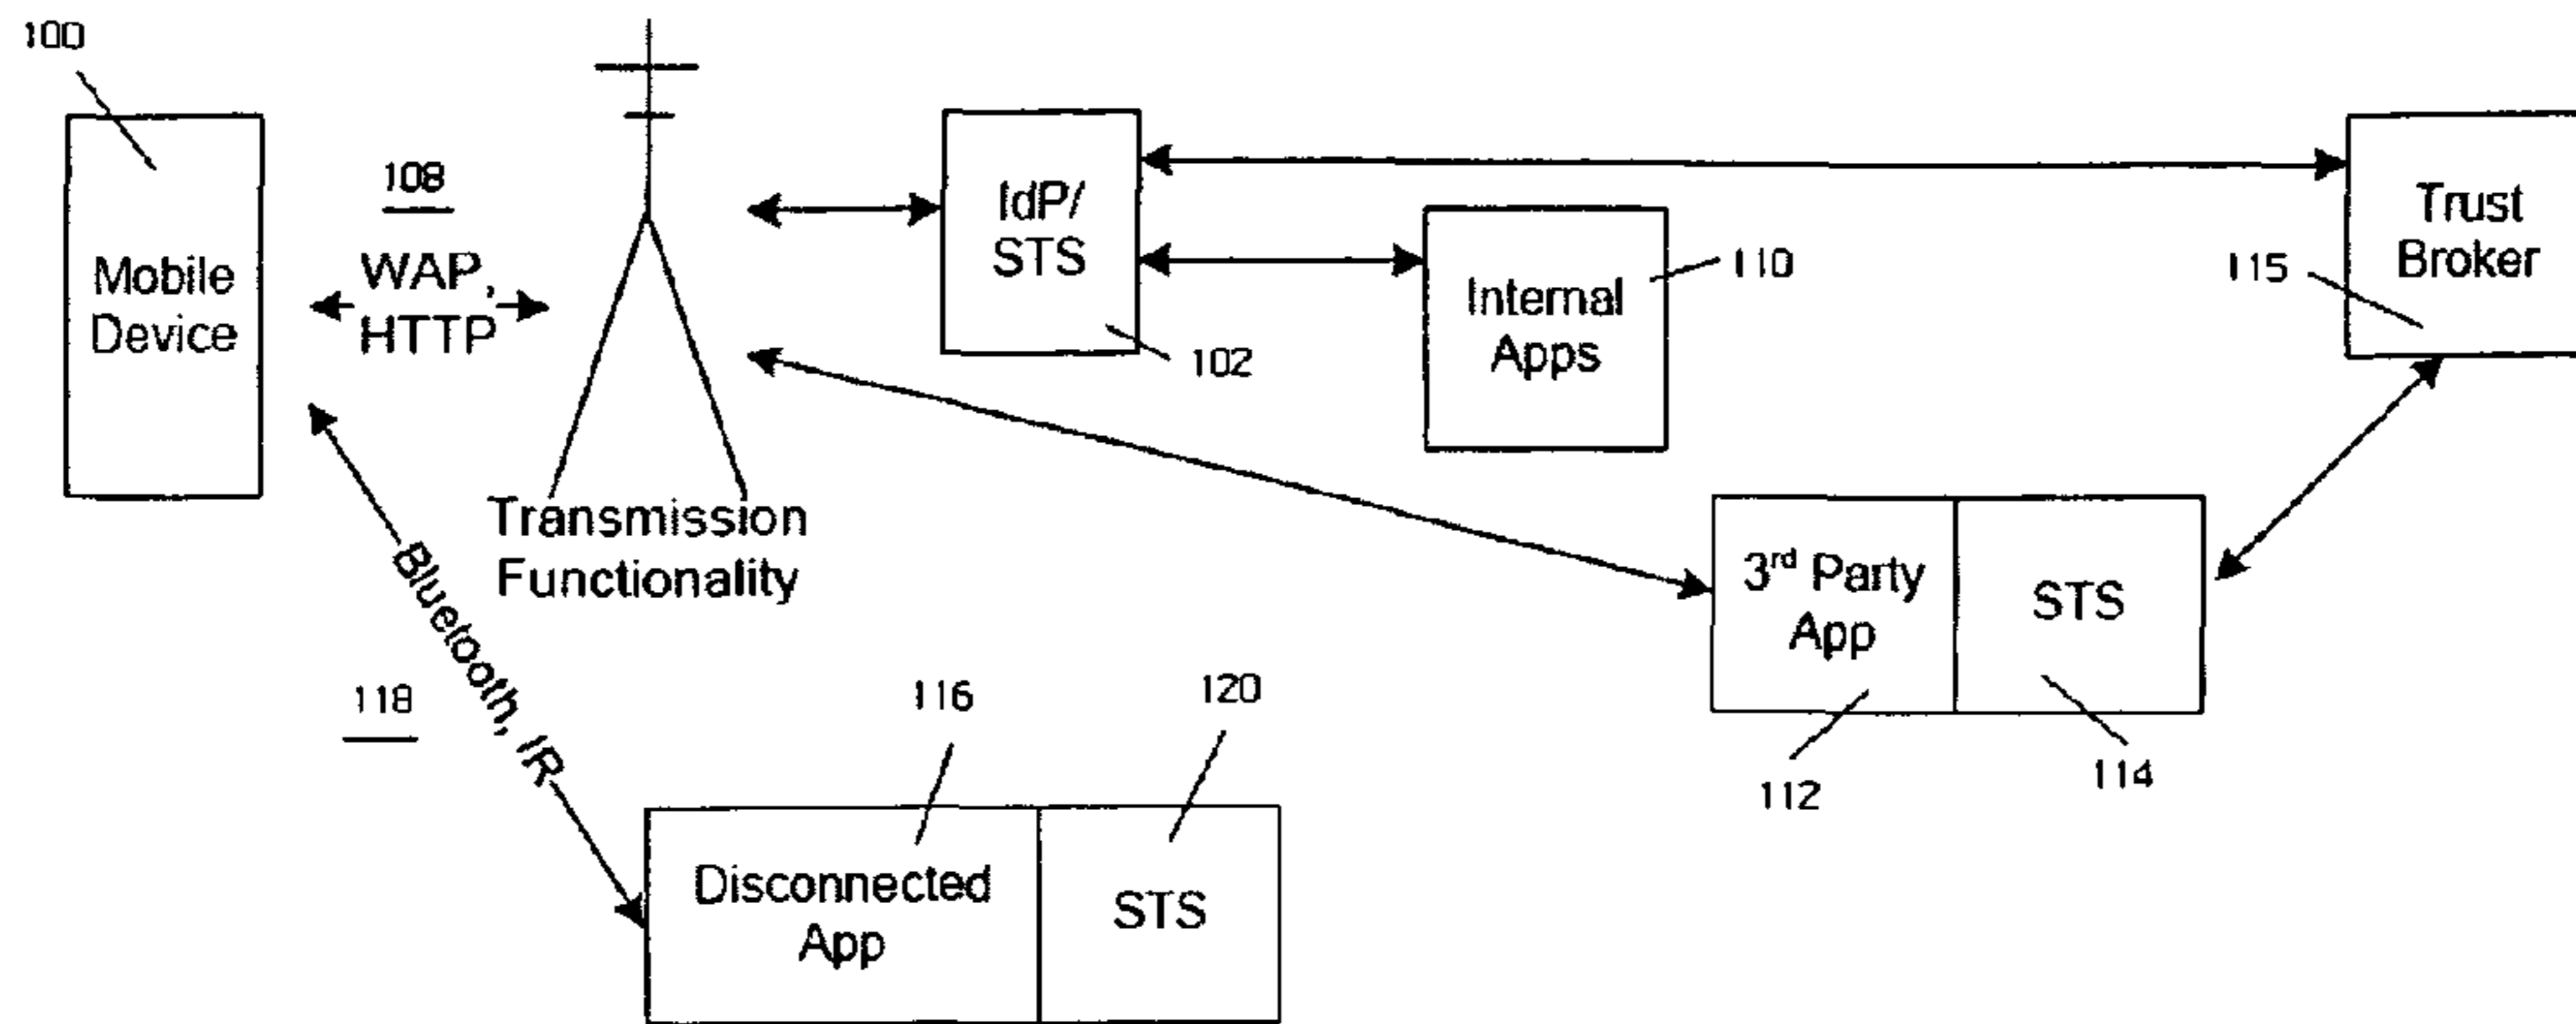 100
Mobile
Device
108
WAP,
HTTP
Transmission
Functionality
IdP/
STS
102
Internal
Apps
110
Trust
Broker
115
3rd Party
App
STS
112
114
Bluetooth, IR
118
116
120
Disconnected
App
STS